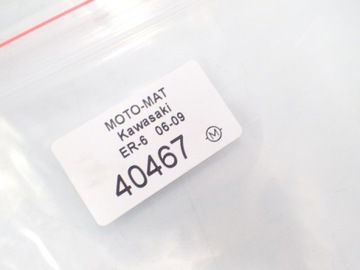 MOTO-MAT
Kawasaki
ER-6 06-09
40467
M